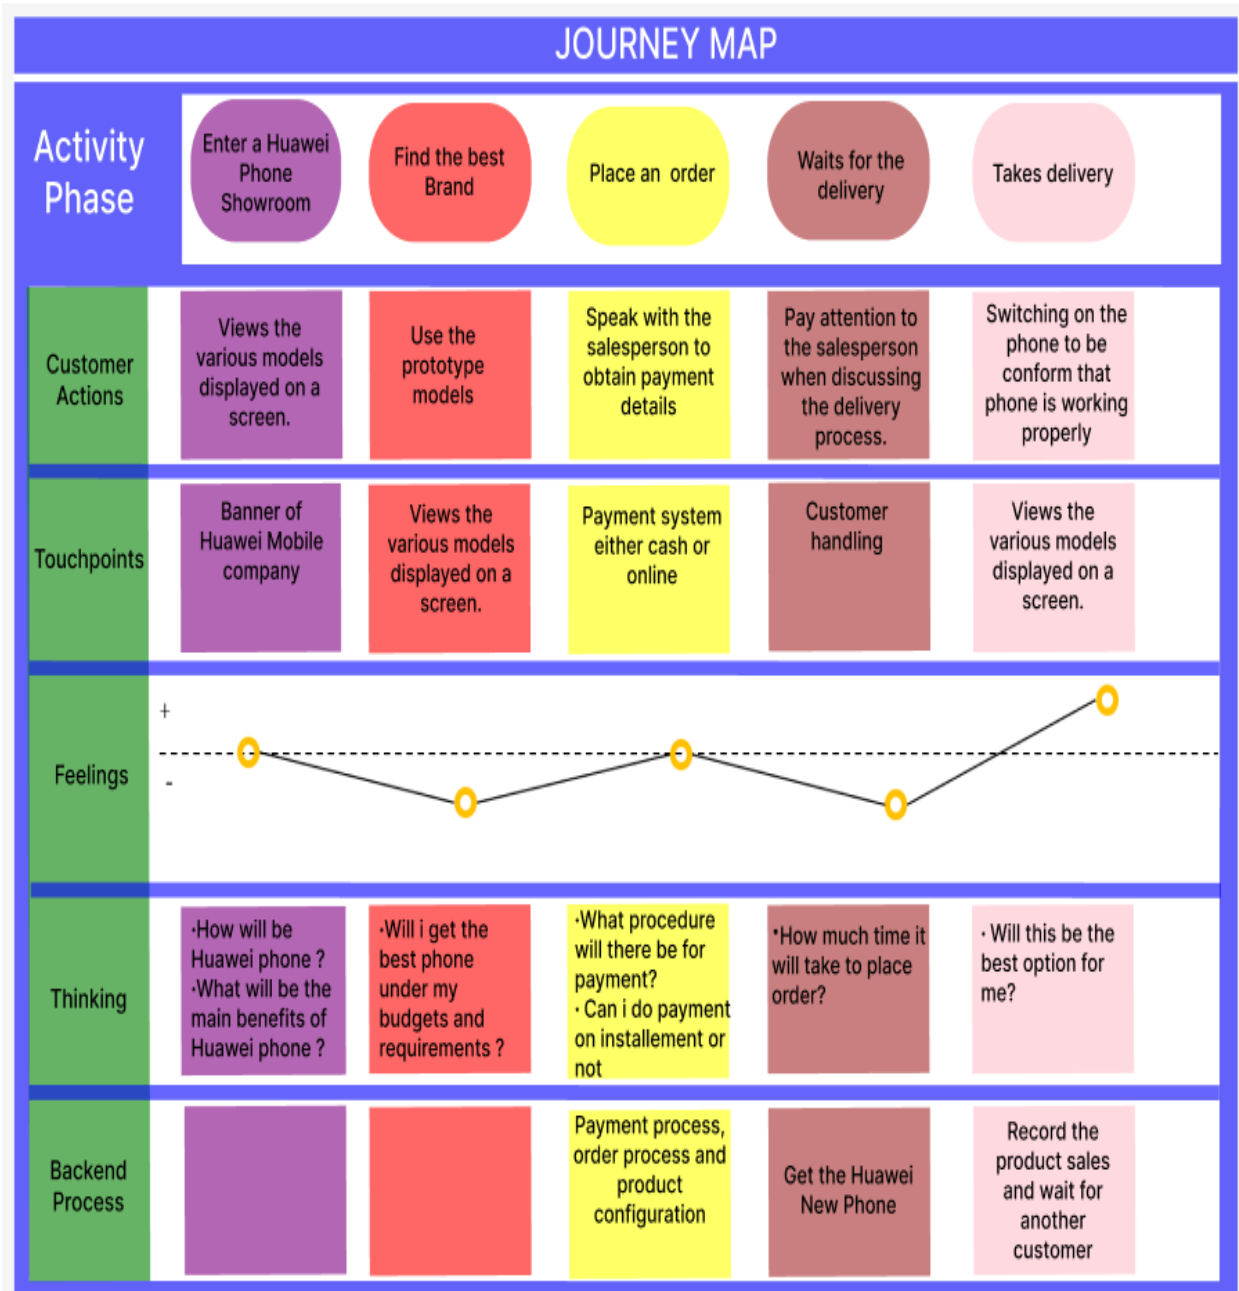 JOURNEY MAP
Activity
Phase
Enter a Huawei
Phone
Showroom
Find the best
Brand
Place an order
Waits for the
delivery
Takes delivery
Customer
Actions
Views the
various models
displayed on a
screen.
Use the
prototype
models
Speak with the
salesperson to
obtain payment
details
Pay attention to
the salesperson
when discussing
the delivery
process.
Switching on the
phone to be
conform that
phone is working
properly
Touchpoints
Banner of
Huawei Mobile
company
Views the
various models
displayed on a
screen.
Payment system
either cash or
online
Customer
handling
Views the
various models
displayed on a
screen.
Feelings
+
-
Thinking
·How will be
Huawei phone ?
·What will be the
main benefits of
Huawei phone ?
·Will i get the
best phone
under my
budgets and
requirements ?
·What procedure
will there be for
payment?
· Can i do payment
on installement or
not
·How much time it
will take to place
order?
· Will this be the
best option for
me?
Backend
Process
Payment process,
order process and
product
configuration
Get the Huawei
New Phone
Record the
product sales
and wait for
another
customer